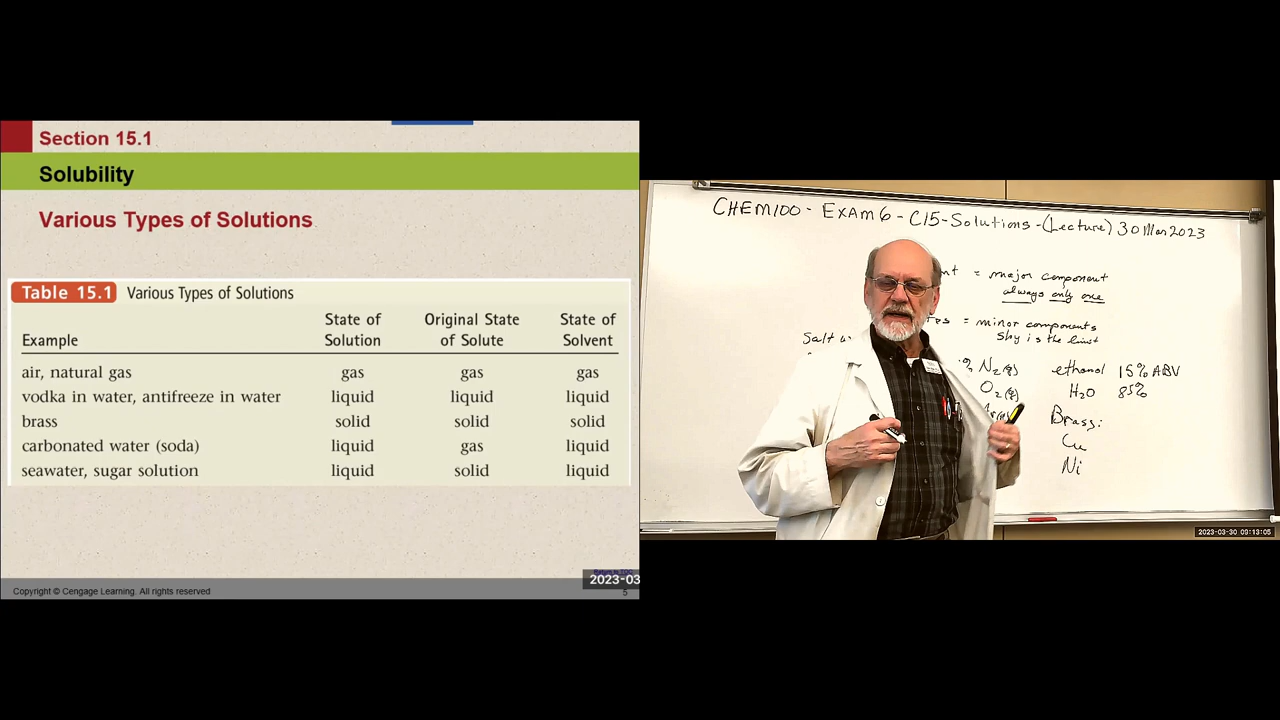 Section 15.1
Solubility
Various Types of Solutions
Table 15.1 Various Types of Solutions
Example State of Solution Original State of Solute State of Solvent
air, natural gas gas gas gas
vodka in water, antifreeze in water liquid liquid liquid
brass solid solid solid
carbonated water (soda) liquid gas liquid
seawater, sugar solution liquid solid liquid
2023-03
Copyright © Cengage Learning. All rights reserved
5
CHEM100 - EXAM 6 - C15 - Solutions - (Lecture) 30 Mar 2023
= major component
always only one
= minor components
Sky is the limit
Salt
% N2(g) ethanol 15% ABV
O2(g) H2O 85%
Brass:
Cu
Ni
2023-03-30 09:13:05